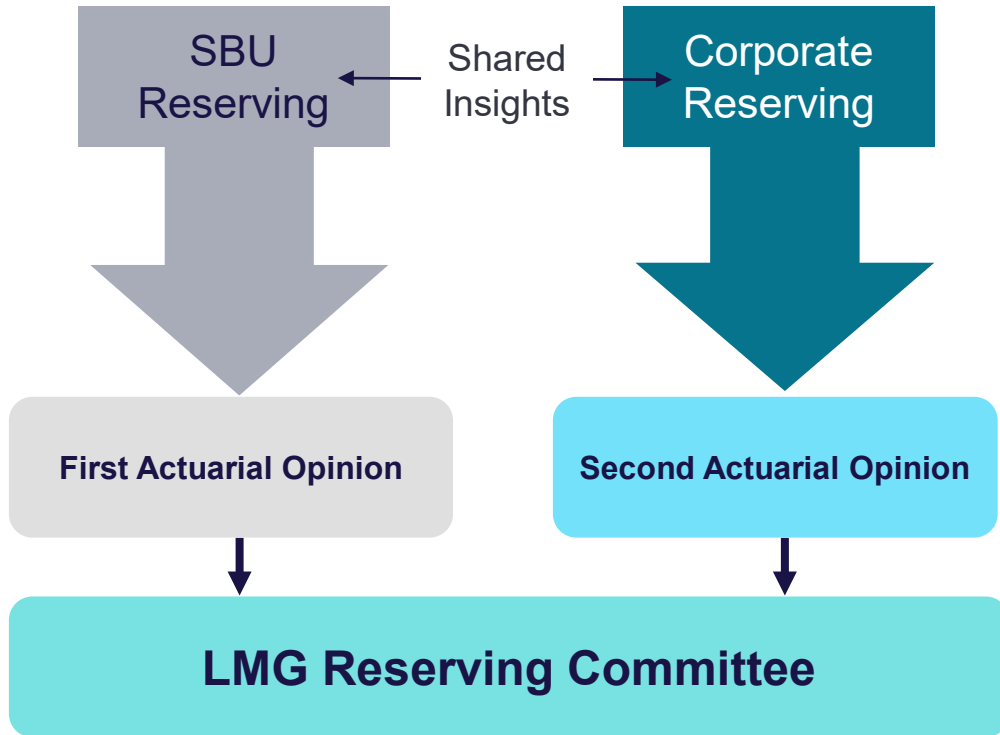 SBU
Reserving
Shared
Insights
Corporate
Reserving
First Actuarial Opinion
Second Actuarial Opinion
LMG Reserving Committee